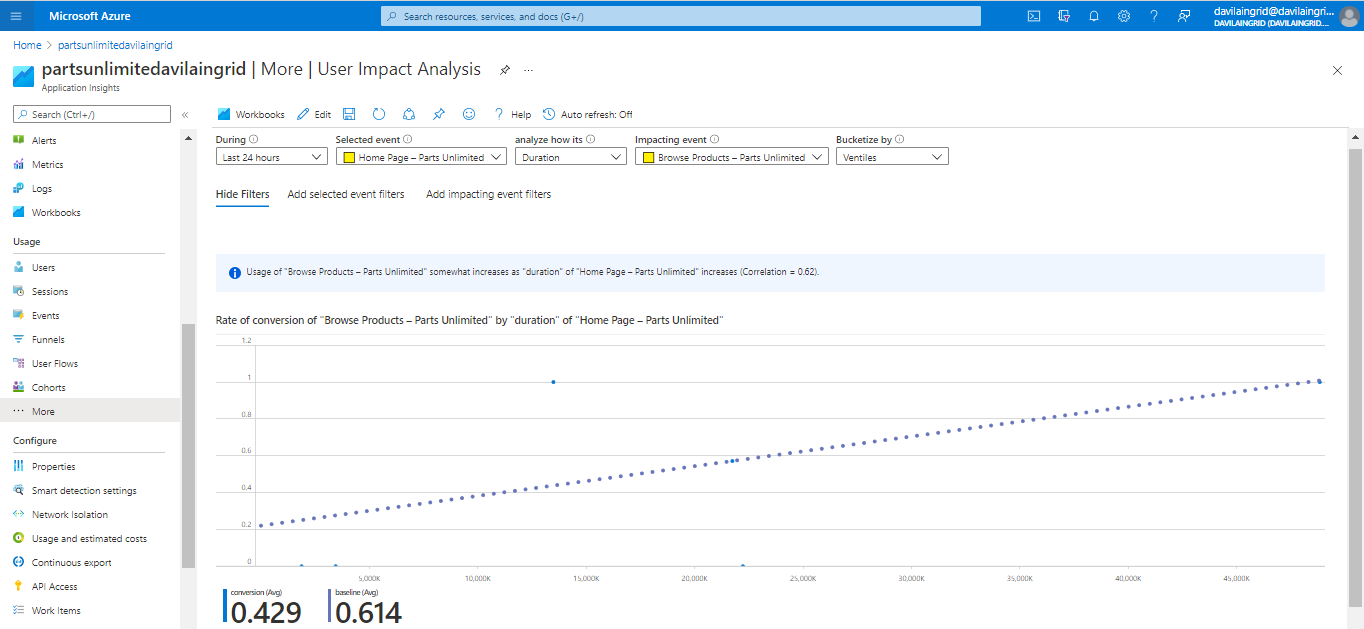 Microsoft Azure
Search resources, services, and docs (G+/)
davilaingrid@davilaingri...
DAVILAINGRID (DAVILAINGRID....
Home > partsunlimitedavilaingrid
partsunlimitedavilaingrid | More | User Impact Analysis
...
Application Insights
Search (Ctrl+/)
«
Workbooks
Edit
Help
Auto refresh: Off
Alerts
Metrics
Logs
Workbooks
Usage
Users
Sessions
Events
Funnels
User Flows
Cohorts
More
Configure
Properties
Smart detection settings
Network Isolation
Usage and estimated costs
Continuous export
API Access
Work Items
During
Selected event
analyze how its
Impacting event
Bucketize by
Last 24 hours
Home Page – Parts Unlimited
Duration
Browse Products – Parts Unlimited
Ventiles
Hide Filters
Add selected event filters
Add impacting event filters
Usage of "Browse Products – Parts Unlimited" somewhat increases as "duration" of "Home Page – Parts Unlimited" increases (Correlation = 0.62).
Rate of conversion of "Browse Products – Parts Unlimited" by "duration" of "Home Page – Parts Unlimited"
1.2
1
0.8
0.6
0.4
0.2
0
5,000K
10,000K
15,000K
20,000K
25,000K
30,000K
35,000K
40,000K
45,000K
conversion (Avg)
0.429
baseline (Avg)
0.614